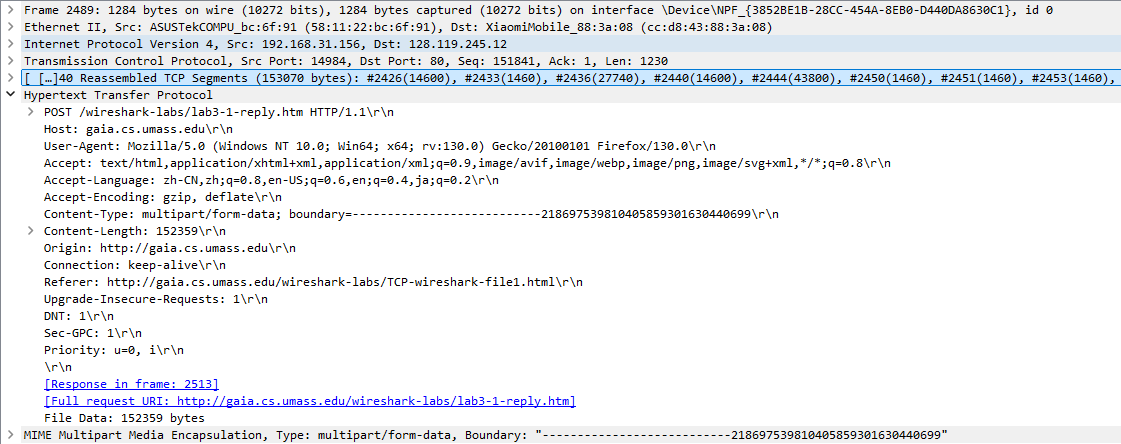 Frame 2489: 1284 bytes on wire (10272 bits), 1284 bytes captured (10272 bits) on interface \Device\NPF_{3852BE1B-28CC-454A-8EB0-D440DA8630C1}, id 0
Ethernet II, Src: ASUSTekCOMPU_bc:6f:91 (58:11:22:bc:6f:91), Dst: XiaomiMobile_88:3a:08 (cc:d8:43:88:3a:08)
Internet Protocol Version 4, Src: 192.168.31.156, Dst: 128.119.245.12
Transmission Control Protocol, Src Port: 14984, Dst Port: 80, Seq: 151841, Ack: 1, Len: 1230
[ […]40 Reassembled TCP Segments (153070 bytes): #2426(14600), #2433(1460), #2436(27740), #2440(14600), #2444(43800), #2450(1460), #2451(1460), #2453(1460),
Hypertext Transfer Protocol
POST /wireshark-labs/lab3-1-reply.htm HTTP/1.1\r\n
Host: gaia.cs.umass.edu\r\n
User-Agent: Mozilla/5.0 (Windows NT 10.0; Win64; x64; rv:130.0) Gecko/20100101 Firefox/130.0\r\n
Accept: text/html,application/xhtml+xml,application/xml;q=0.9,image/avif,image/webp,image/png,image/svg+xml,*/*;q=0.8\r\n
Accept-Language: zh-CN,zh;q=0.8,en-US;q=0.6,en;q=0.4,ja;q=0.2\r\n
Accept-Encoding: gzip, deflate\r\n
Content-Type: multipart/form-data; boundary=---------------------------218697539810405859301630440699\r\n
Content-Length: 152359\r\n
Origin: http://gaia.cs.umass.edu\r\n
Connection: keep-alive\r\n
Referer: http://gaia.cs.umass.edu/wireshark-labs/TCP-wireshark-file1.html\r\n
Upgrade-Insecure-Requests: 1\r\n
DNT: 1\r\n
Sec-GPC: 1\r\n
Priority: u=0, i\r\n
\r\n
[Response in frame: 2513]
[Full request URI: http://gaia.cs.umass.edu/wireshark-labs/lab3-1-reply.htm]
File Data: 152359 bytes
MIME Multipart Media Encapsulation, Type: multipart/form-data, Boundary: "---------------------------218697539810405859301630440699"